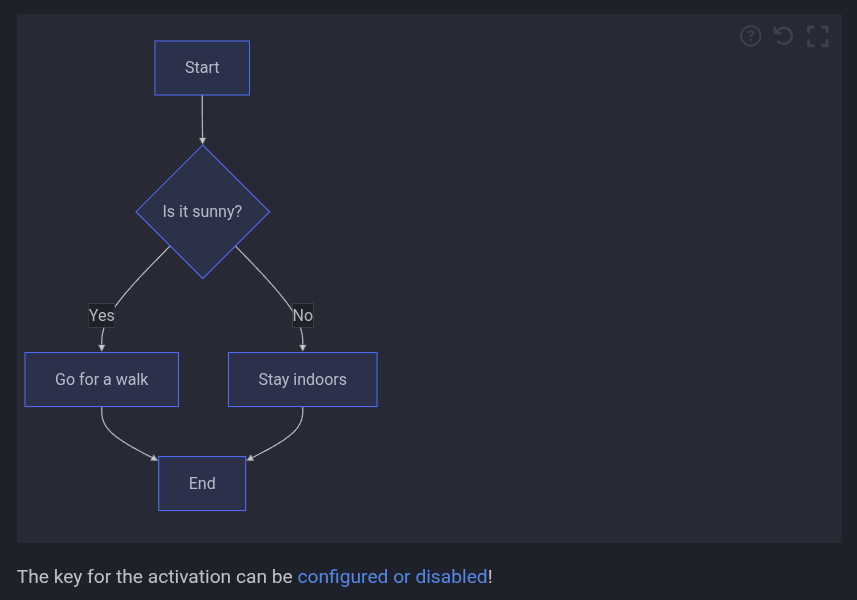 Start
Is it sunny?
Yes
No
Go for a walk
Stay indoors
End
The key for the activation can be configured or disabled!